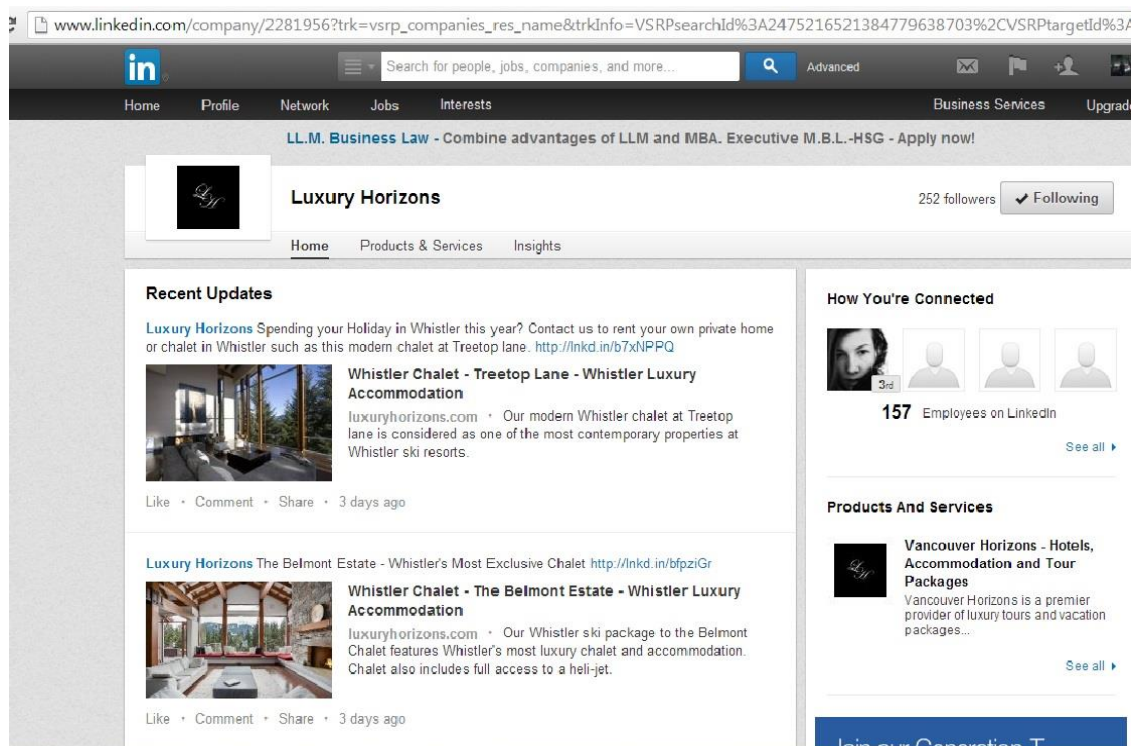 www.linkedin.com/company/2281956?trk=vsrp_companies_res_name&trkInfo=VSRPsearchId%3A2475216521384779638703%2CVSRPtargetId%3A
in
Search for people, jobs, companies, and more...
Advanced
Home Profile Network Jobs Interests
Business Services Upgrade
LL.M. Business Law - Combine advantages of LLM and MBA. Executive M.B.L.-HSG - Apply now!
LH
Luxury Horizons
252 followers Following
Home Products & Services Insights
Recent Updates
Luxury Horizons Spending your Holiday in Whistler this year? Contact us to rent your own private home
or chalet in Whistler such as this modern chalet at Treetop lane. http://lnkd.in/b7xNPPQ
Whistler Chalet - Treetop Lane - Whistler Luxury
Accommodation
luxuryhorizons.com · Our modern Whistler chalet at Treetop
lane is considered as one of the most contemporary properties at
Whistler ski resorts.
Like · Comment · Share · 3 days ago
Luxury Horizons The Belmont Estate - Whistler's Most Exclusive Chalet http://lnkd.in/bfpziGr
Whistler Chalet - The Belmont Estate - Whistler Luxury
Accommodation
luxuryhorizons.com · Our Whistler ski package to the Belmont
Chalet features Whistler's most luxury chalet and accommodation.
Chalet also includes full access to a heli-jet.
Like · Comment · Share · 3 days ago
How You're Connected
3rd
157 Employees on LinkedIn
See all
Products And Services
LH
Vancouver Horizons - Hotels,
Accommodation and Tour
Packages
Vancouver Horizons is a premier
provider of luxury tours and vacation
packages...
See all
Join our Generation T